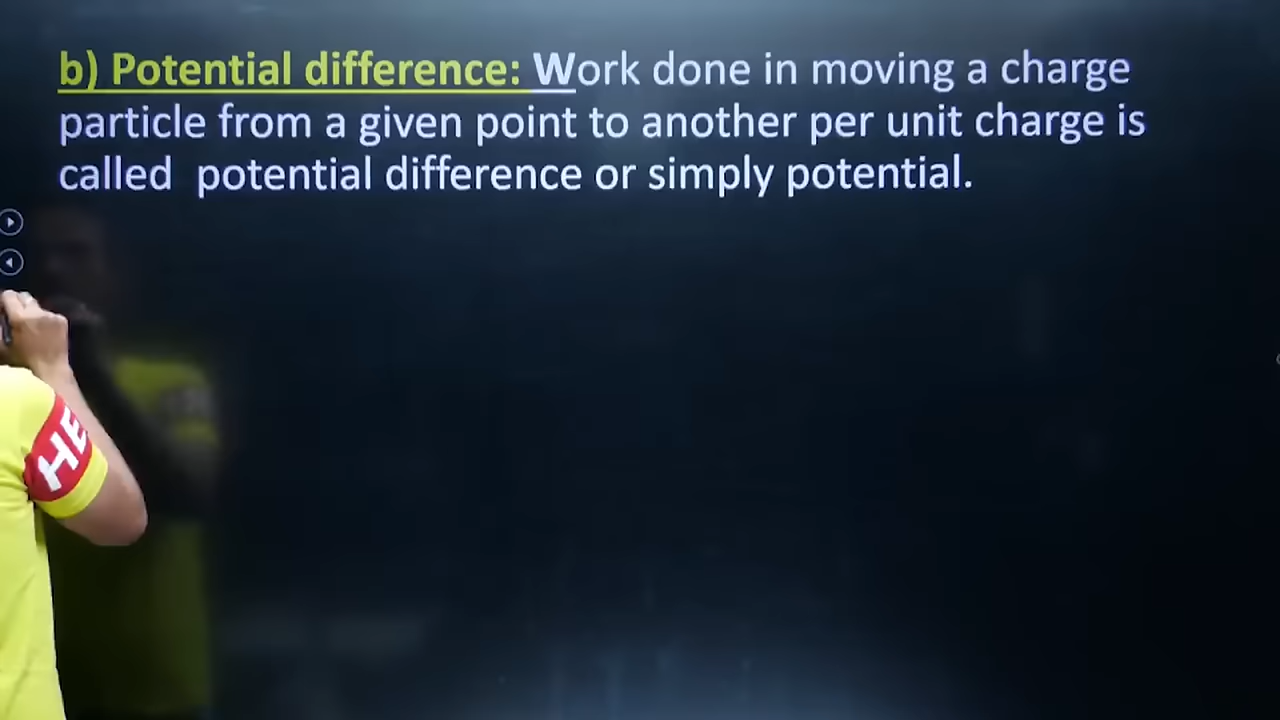 b) Potential difference: Work done in moving a charge
particle from a given point to another per unit charge is
called potential difference or simply potential.
HE